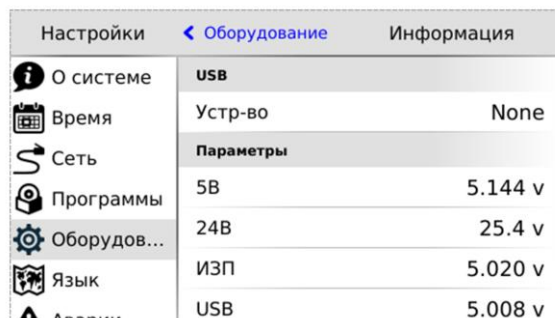 Настройки
Оборудование
Информация
О системе
Время
Сеть
Программы
Оборудов...
Язык
USB
Устр-во None
Параметры
5В 5.144 v
24В 25.4 v
ИЗП 5.020 v
USB 5.008 v